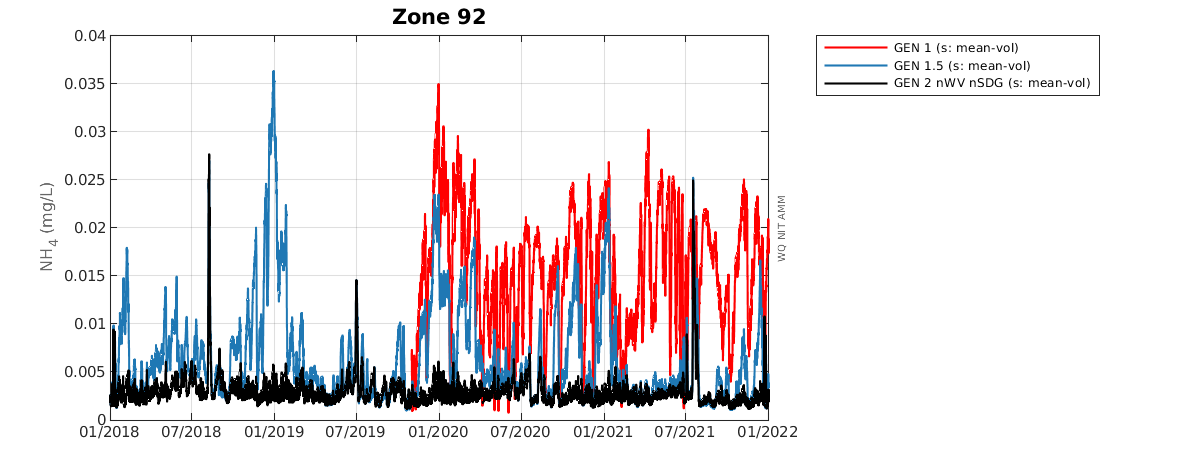 Zone 92
NH4 (mg/L)
0.04
0.035
0.03
0.025
0.02
0.015
0.01
0.005
0
01/2018 07/2018 01/2019 07/2019 01/2020 07/2020 01/2021 07/2021 01/2022
WQ NIT AMM
GEN 1 (s: mean-vol)
GEN 1.5 (s: mean-vol)
GEN 2 nWV nSDG (s: mean-vol)